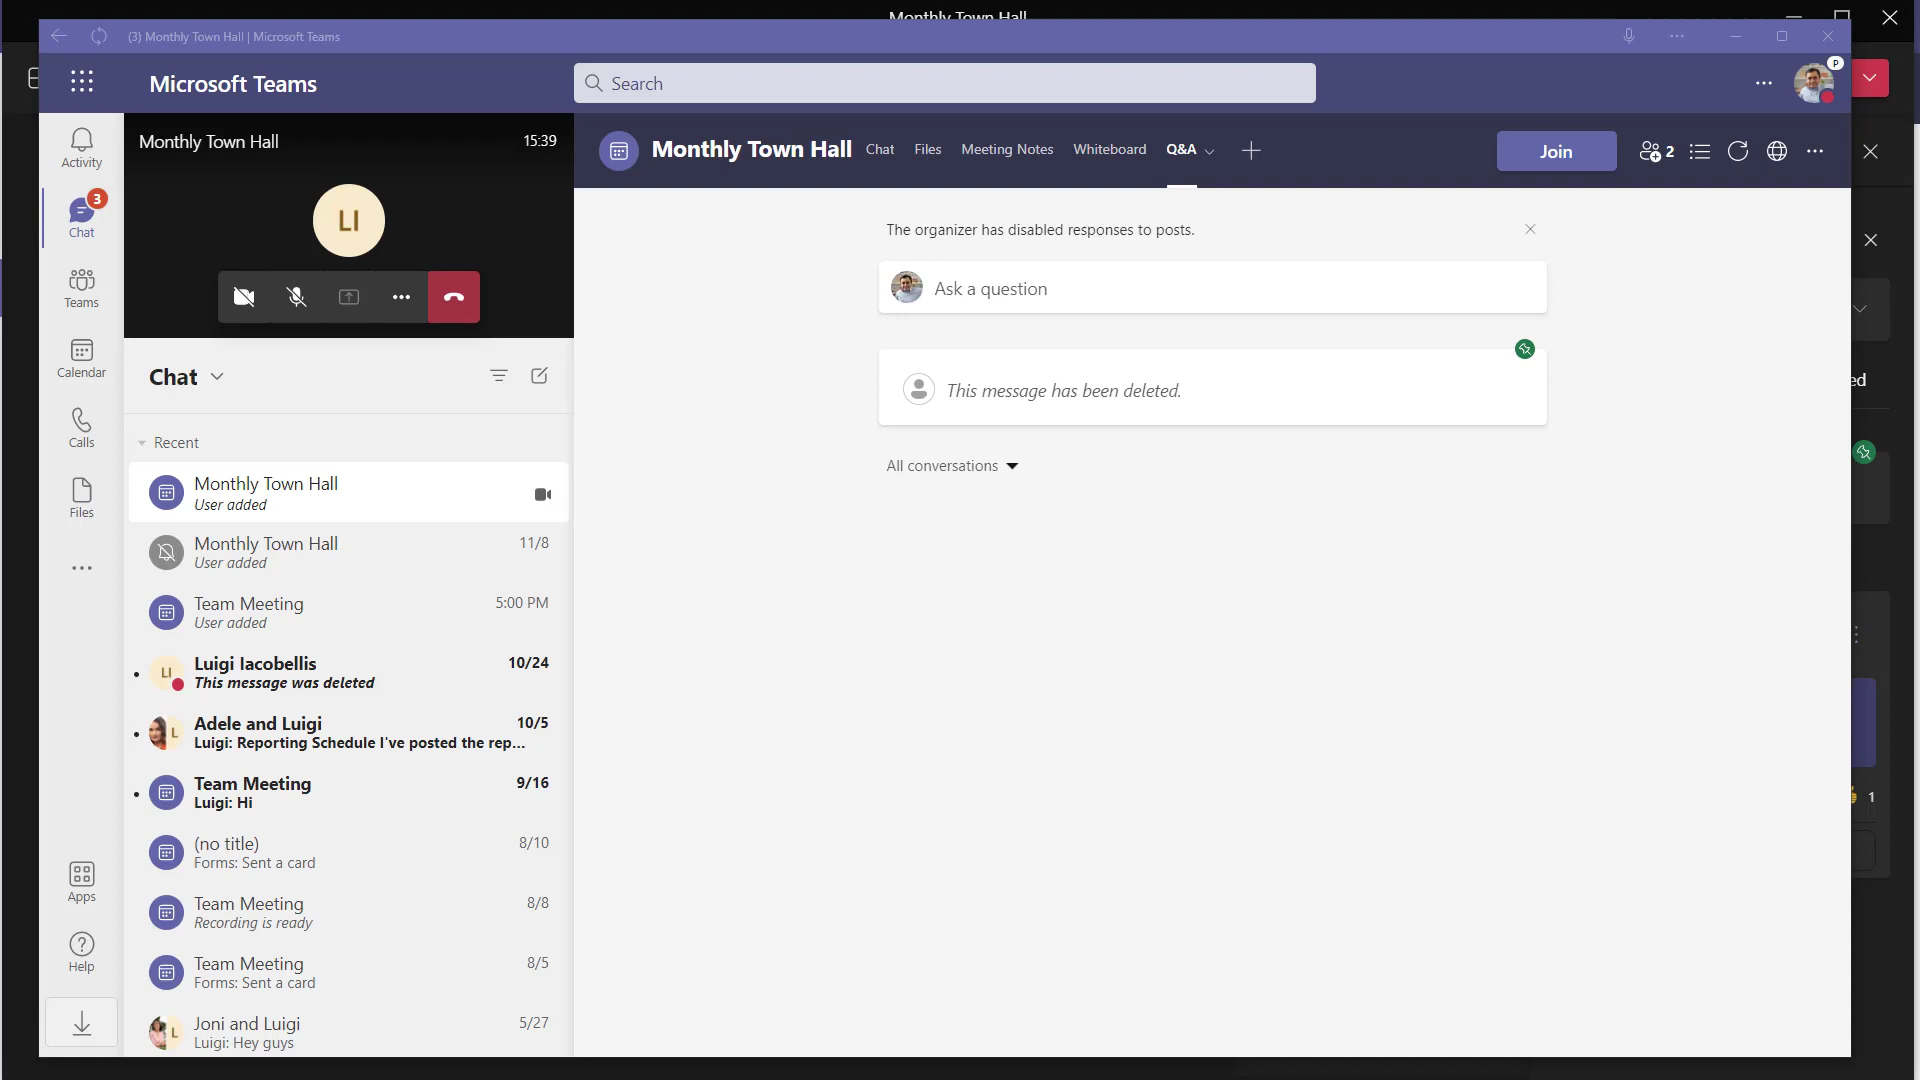 Monthly Town Hall
(3) Monthly Town Hall | Microsoft Teams
Microsoft Teams
Search
P
Activity
3
Chat
Teams
Calendar
Calls
Files
Apps
Help
Monthly Town Hall
15:39
LI
Chat
Recent
Monthly Town Hall
User added
Monthly Town Hall
11/8
User added
Team Meeting
5:00 PM
User added
LI
Luigi Iacobellis
10/24
This message was deleted
L
Adele and Luigi
10/5
Luigi: Reporting Schedule I've posted the rep...
Team Meeting
9/16
Luigi: Hi
(no title)
8/10
Forms: Sent a card
Team Meeting
8/8
Recording is ready
Team Meeting
8/5
Forms: Sent a card
L
Joni and Luigi
5/27
Luigi: Hey guys
Monthly Town Hall
Chat
Files
Meeting Notes
Whiteboard
Q&A
Join
2
The organizer has disabled responses to posts.
Ask a question
This message has been deleted.
All conversations
ed
1